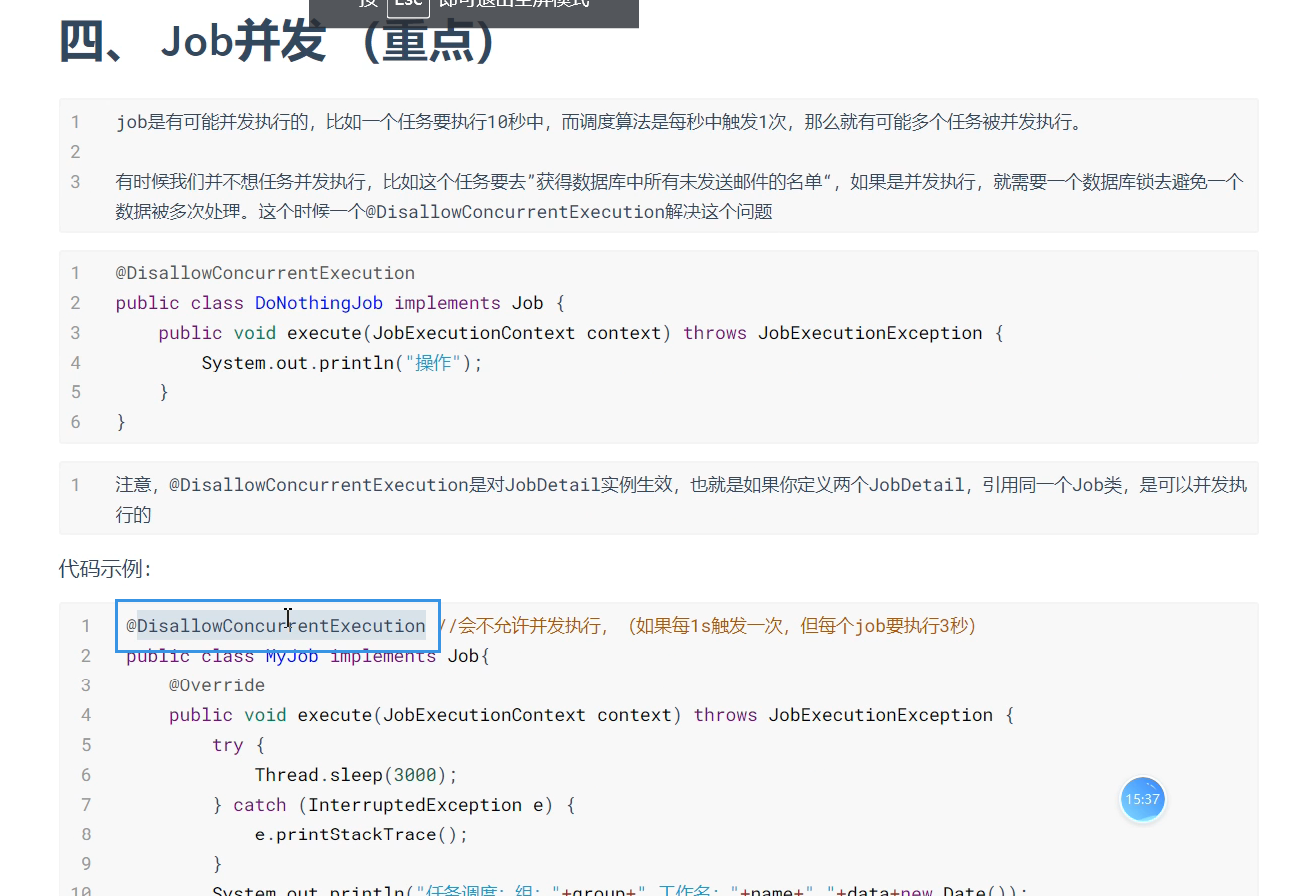 按 Esc 即可退出全屏模式
四、 Job并发 （重点）
1 job是有可能并发执行的，比如一个任务要执行10秒中，而调度算法是每秒中触发1次，那么就有可能多个任务被并发执行。
2
3 有时候我们并不想任务并发执行，比如这个任务要去”获得数据库中所有未发送邮件的名单“，如果是并发执行，就需要一个数据库锁去避免一个
数据被多次处理。这个时候一个@DisallowConcurrentExecution解决这个问题
1 @DisallowConcurrentExecution
2 public class DoNothingJob implements Job {
3 public void execute(JobExecutionContext context) throws JobExecutionException {
4 System.out.println("操作");
5 }
6 }
1 注意，@DisallowConcurrentExecution是对JobDetail实例生效，也就是如果你定义两个JobDetail，引用同一个Job类，是可以并发执
行的
代码示例：
1 @DisallowConcurrentExecution //会不允许并发执行，（如果每1s触发一次，但每个job要执行3秒）
2 public class MyJob implements Job{
3 @Override
4 public void execute(JobExecutionContext context) throws JobExecutionException {
5 try {
6 Thread.sleep(3000);
7 } catch (InterruptedException e) {
8 e.printStackTrace();
15:37
9 }
10 System.out.println("任务调度：组："+group+"，工作名："+name+" "+data+new Date());